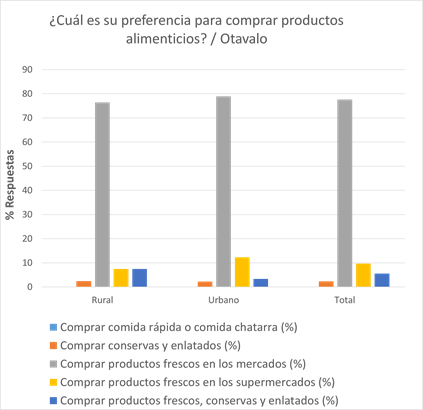 ¿Cuál es su preferencia para comprar productos
alimenticios? / Otavalo
90
80
70
60
50
40
30
20
10
0
% Respuestas
Rural
Urbano
Total
Comprar comida rápida o comida chatarra (%)
Comprar conservas y enlatados (%)
Comprar productos frescos en los mercados (%)
Comprar productos frescos en los supermercados (%)
Comprar productos frescos, conservas y enlatados (%)